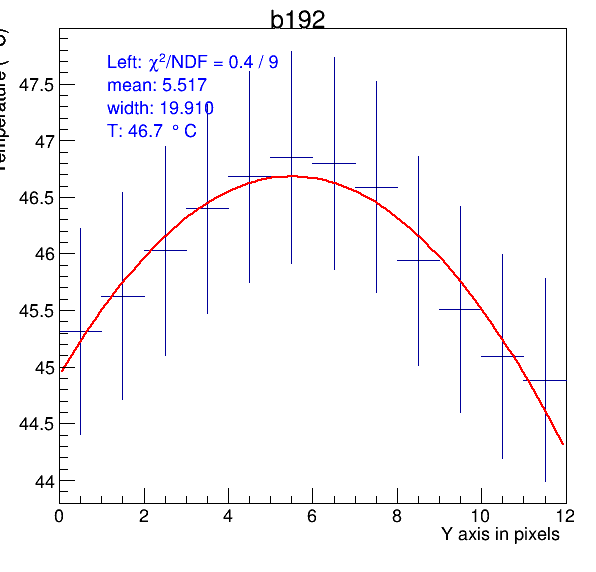 b192
Temperature (°C)
Left: χ²/NDF = 0.4 / 9
mean: 5.517
width: 19.910
T: 46.7 ° C
47.5
47
46.5
46
45.5
45
44.5
44
0 2 4 6 8 10 12
Y axis in pixels